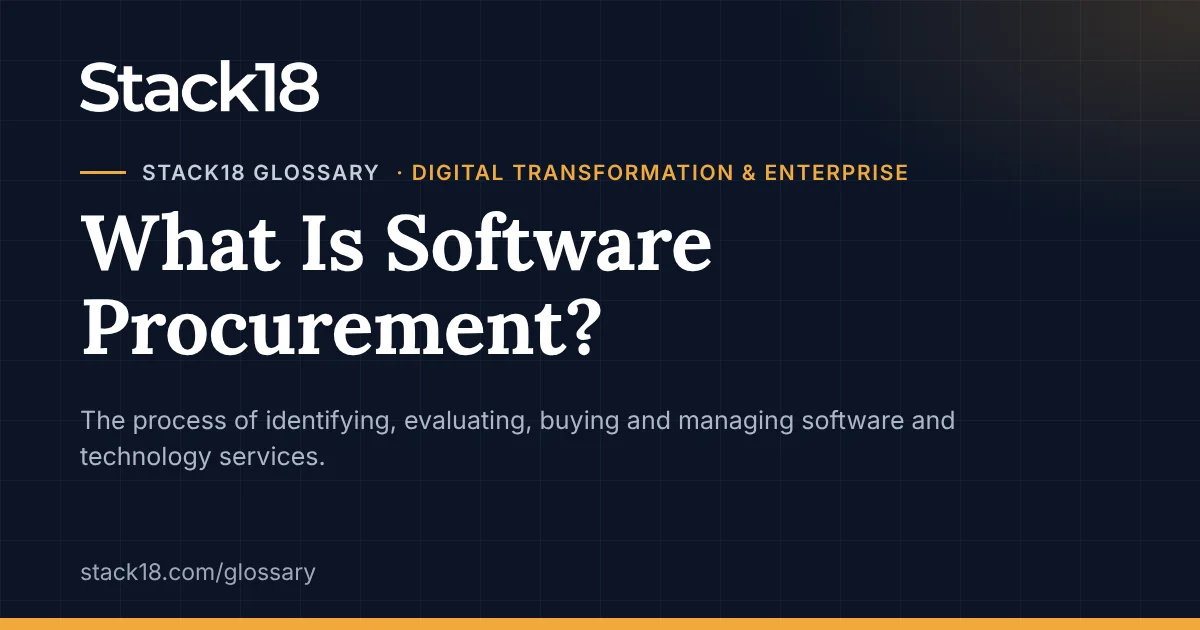 Stack18
STACK18 GLOSSARY · DIGITAL TRANSFORMATION & ENTERPRISE
What Is Software
Procurement?
The process of identifying, evaluating, buying and managing software and
technology services.
stack18.com/glossary